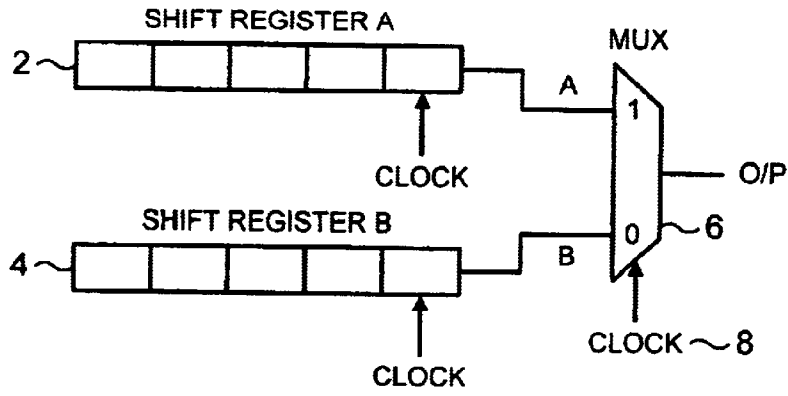 SHIFT REGISTER A
2
A
CLOCK
MUX
1
O/P
SHIFT REGISTER B
4
B
0
6
CLOCK
8
CLOCK